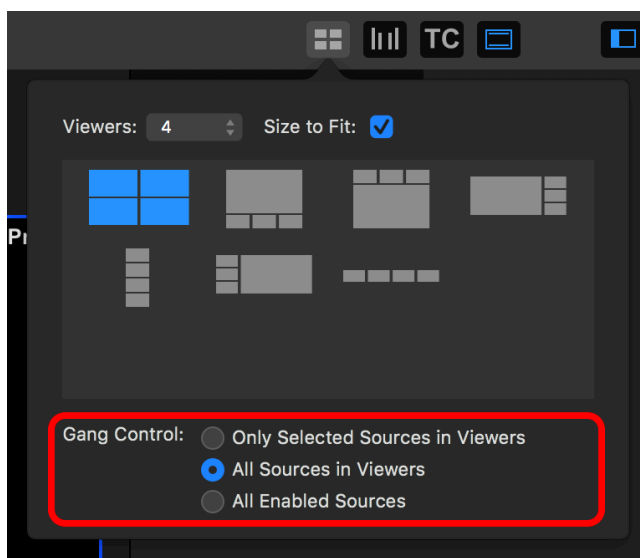 TC
Viewers: 4 Size to Fit:
Pr
Gang Control: Only Selected Sources in Viewers
All Sources in Viewers
All Enabled Sources